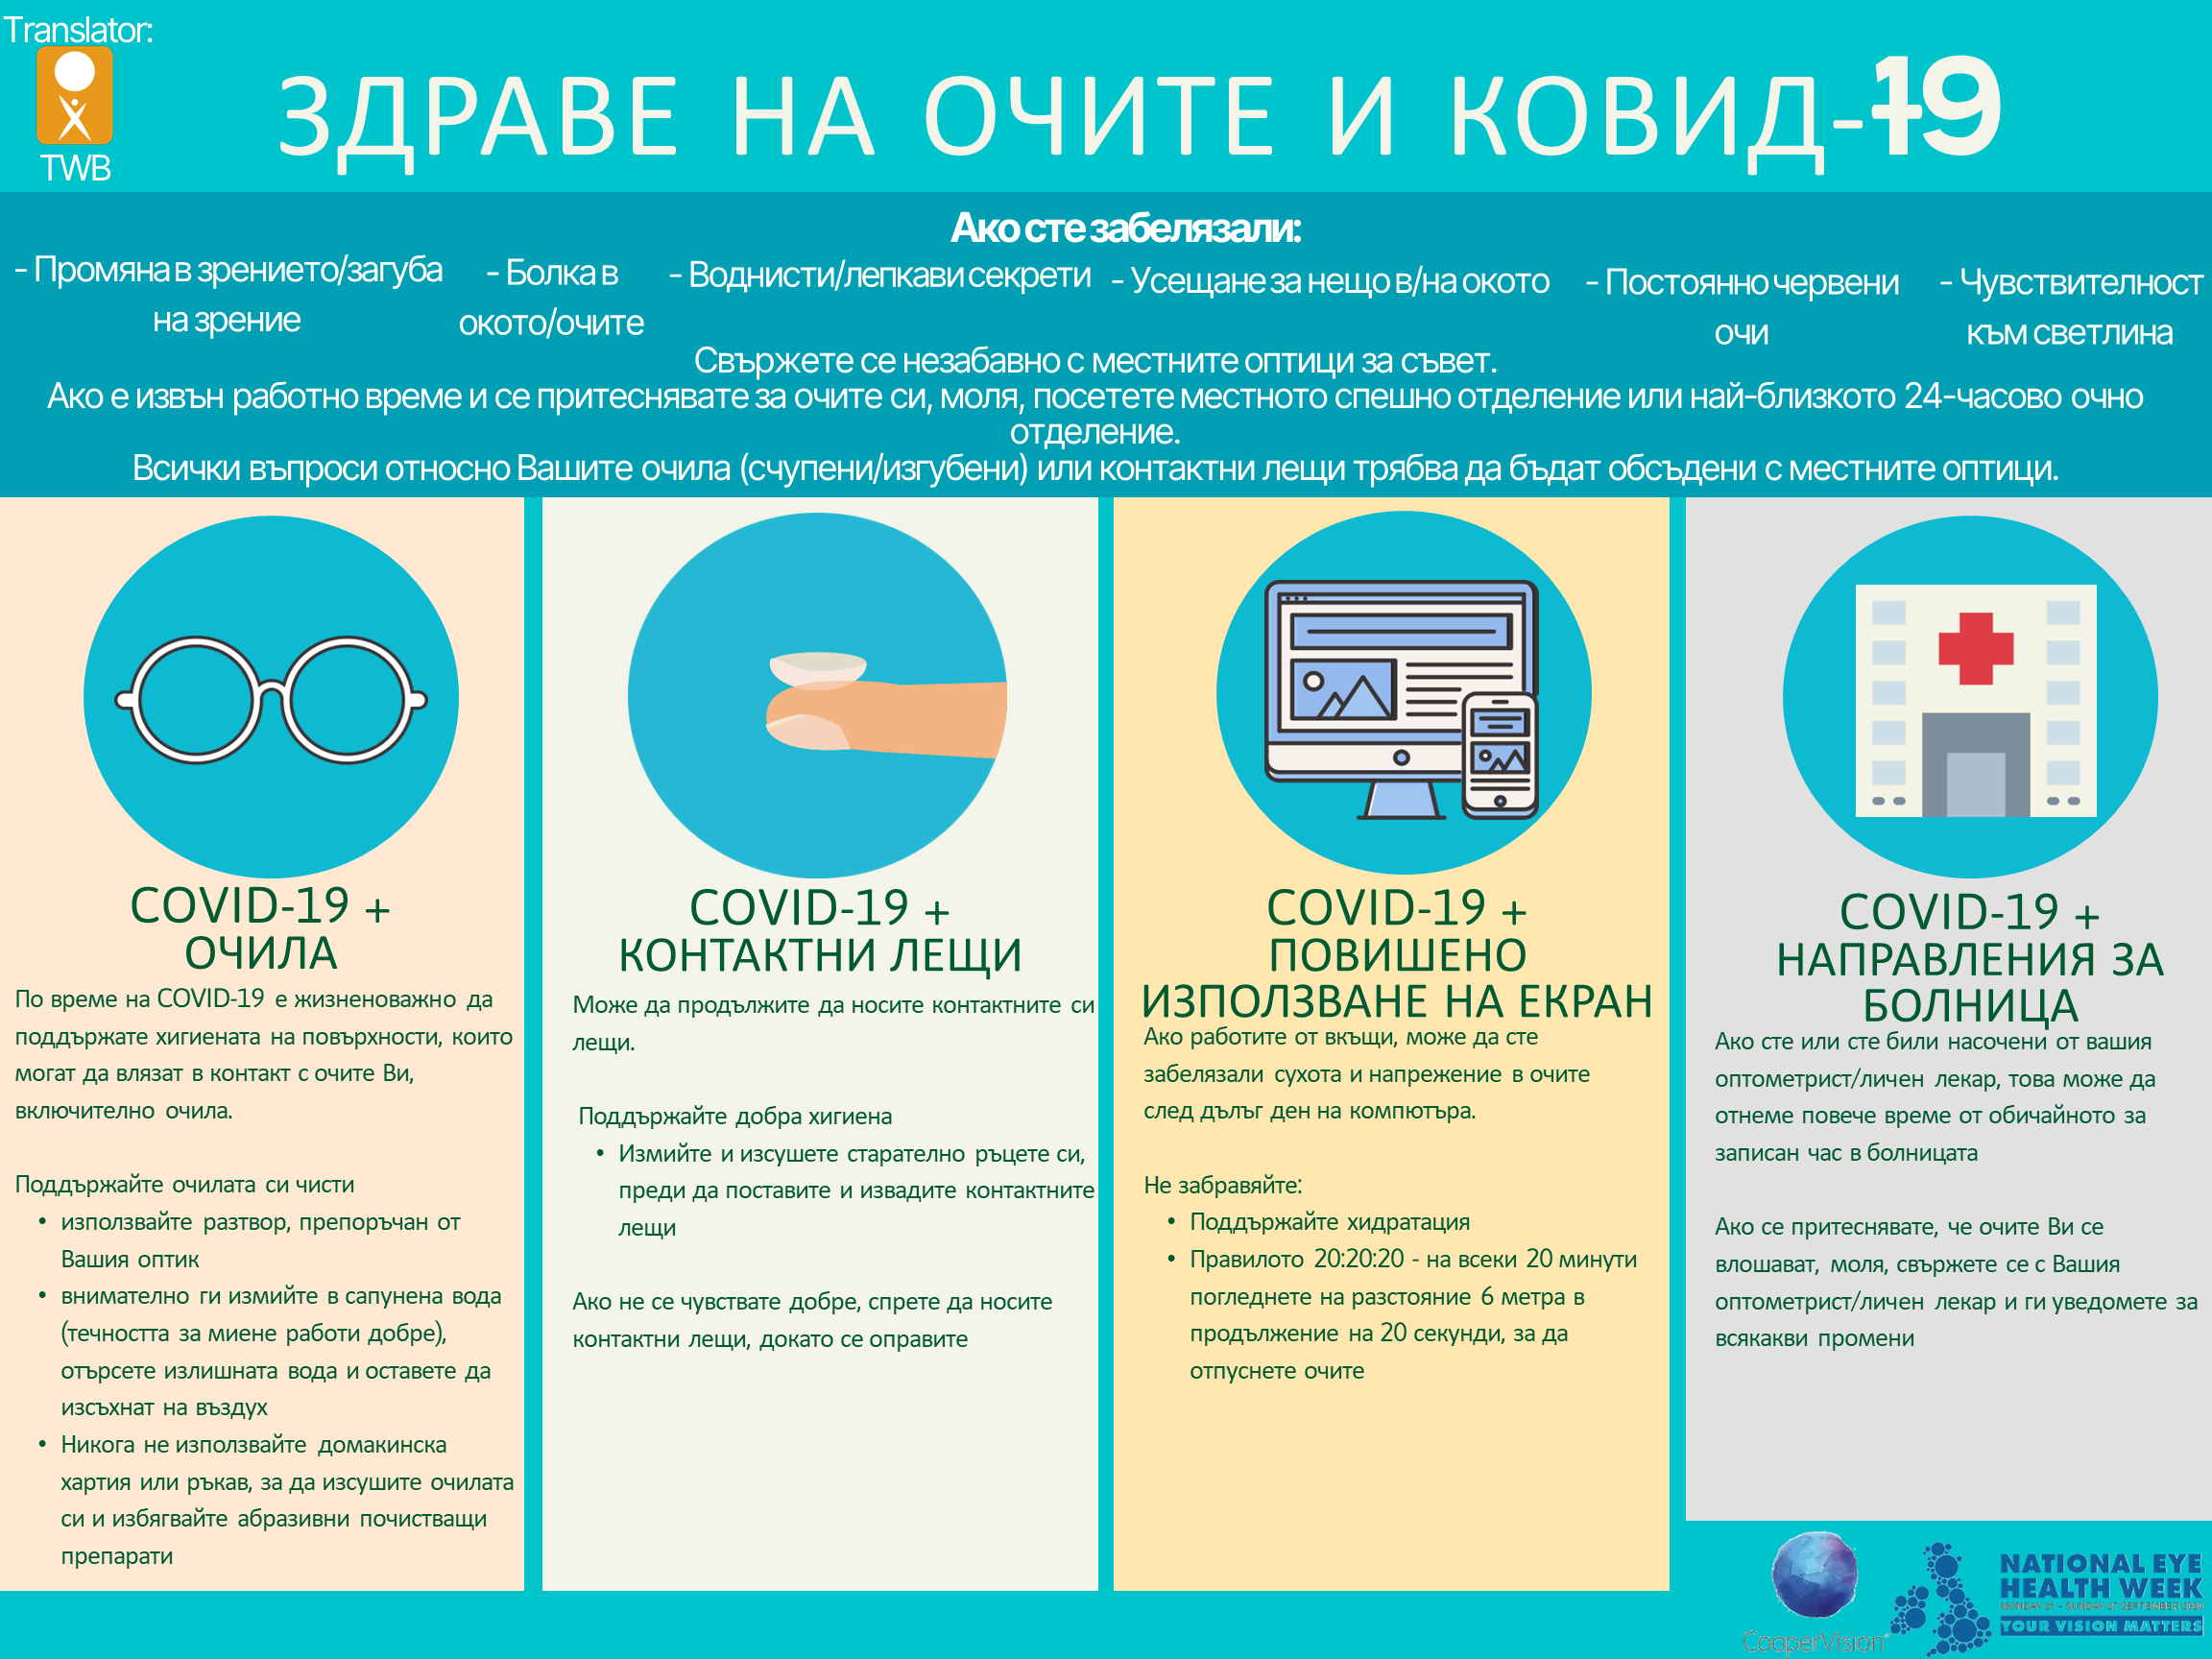 Translator:
TWB
ЗДРАВЕ НА ОЧИТЕ И КОВИД-19
Ако сте забелязали:
- Промяна в зрението/загуба
на зрение
- Болка в
окото/очите
- Воднисти/лепкави секрети
- Усещане за нещо в/на окото
- Постоянно червени
очи
- Чувствителност
към светлина
Свържете се незабавно с местните оптици за съвет.
Ако е извън работно време и се притеснявате за очите си, моля, посетете местното спешно отделение или най-близкото 24-часово очно
отделение.
Всички въпроси относно Вашите очила (счупени/изгубени) или контактни лещи трябва да бъдат обсъдени с местните оптици.
COVID-19 +
ОЧИЛА
По време на COVID-19 е жизненоважно да
поддържате хигиената на повърхности, които
могат да влязат в контакт с очите Ви,
включително очила.
Поддържайте очилата си чисти
• използвайте разтвор, препоръчан от
Вашия оптик
• внимателно ги измийте в сапунена вода
(течността за миене работи добре),
отърсете излишната вода и оставете да
изсъхнат на въздух
• Никога не използвайте домакинска
хартия или ръкав, за да изсушите очилата
си и избягвайте абразивни почистващи
препарати
COVID-19 +
КОНТАКТНИ ЛЕЩИ
Може да продължите да носите контактните си
лещи.
Поддържайте добра хигиена
• Измийте и изсушете старателно ръцете си,
преди да поставите и извадите контактните
лещи
Ако не се чувствате добре, спрете да носите
контактни лещи, докато се оправите
COVID-19 +
ПОВИШЕНО
ИЗПОЛЗВАНЕ НА ЕКРАН
Ако работите от вкъщи, може да сте
забелязали сухота и напрежение в очите
след дълъг ден на компютъра.
Не забравяйте:
• Поддържайте хидратация
• Правилото 20:20:20 - на всеки 20 минути
погледнете на разстояние 6 метра в
продължение на 20 секунди, за да
отпуснете очите
COVID-19 +
НАПРАВЛЕНИЯ ЗА
БОЛНИЦА
Ако сте или сте били насочени от вашия
оптометрист/личен лекар, това може да
отнеме повече време от обичайното за
записан час в болницата
Ако се притеснявате, че очите Ви се
влошават, моля, свържете се с Вашия
оптометрист/личен лекар и ги уведомете за
всякакви промени
CooperVision
NATIONAL EYE
HEALTH WEEK
MONDAY 21 – SUNDAY 27 SEPTEMBER 2020
YOUR VISION MATTERS